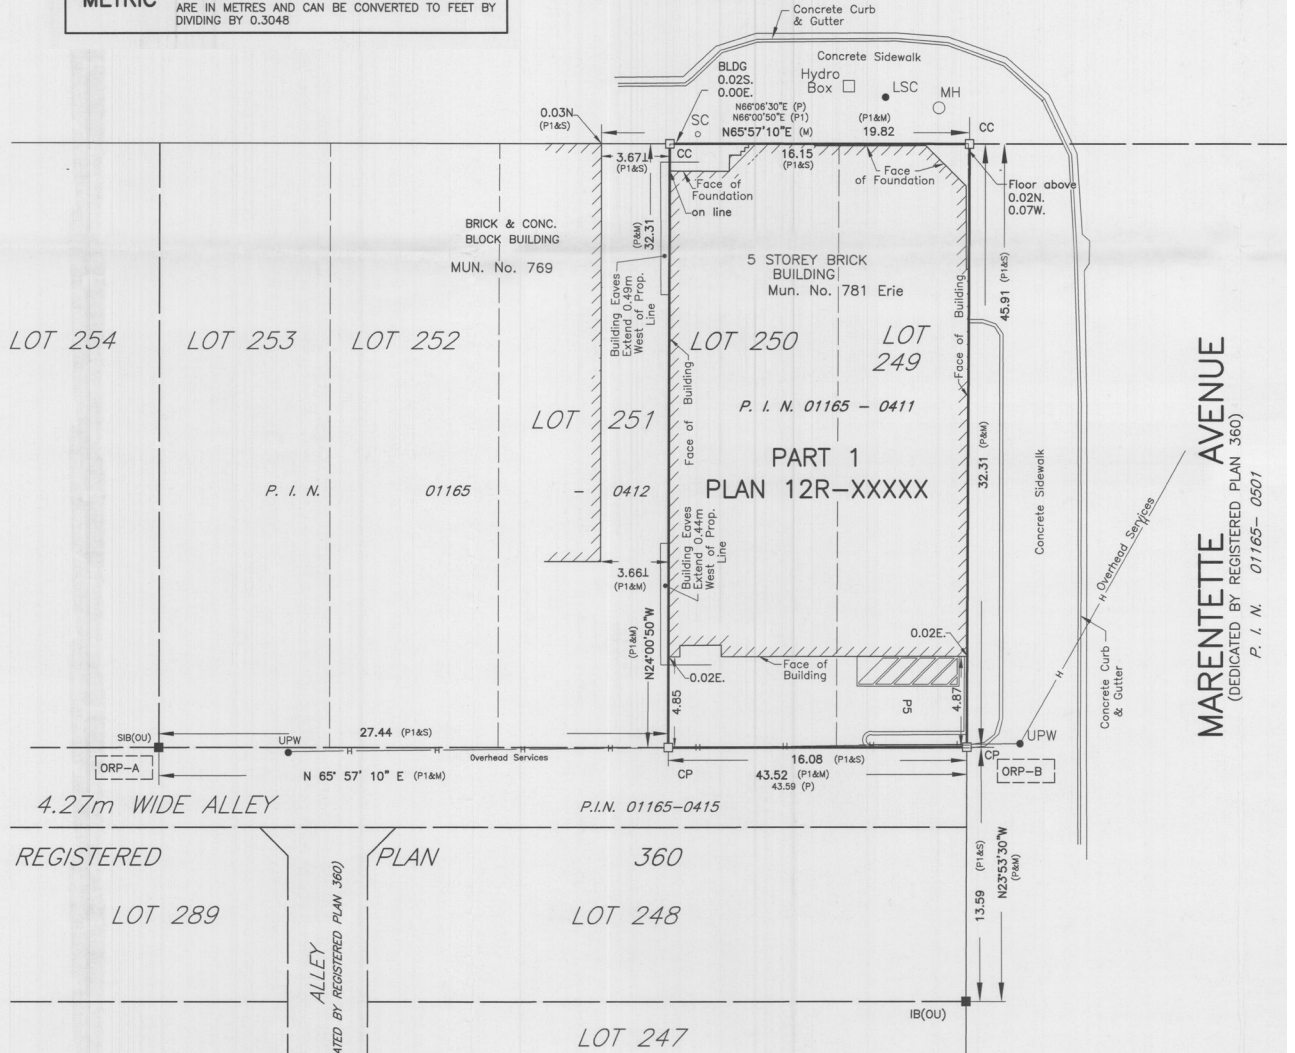 METRIC
ARE IN METRES AND CAN BE CONVERTED TO FEET BY
DIVIDING BY 0.3048
Concrete Curb
& Gutter
Concrete Sidewalk
BLDG
0.02S.
0.00E.
Hydro
Box
LSC
MH
SC
N66°06'30"E (P)
N66°00'50"E (P1)
N65°57'10"E (M)
(P1&M)
19.82
CC
0.03N
(P1&S)
3.67⊥
(P1&S)
CC
16.15
(P1&S)
Face of
Foundation
on line
Face of
Foundation
Floor above
0.02N.
0.07W.
32.31
(P&M)
45.91 (P1&S)
BRICK & CONC.
BLOCK BUILDING
MUN. No. 769
5 STOREY BRICK
BUILDING
Mun. No. 781 Erie
Building Eaves
Extend 0.49m
West of Prop.
Line
Face of Building
LOT 254
LOT 253
LOT 252
LOT 250
LOT
249
Face of Building
LOT 251
P. I. N. 01165 - 0411
P. I. N. 01165 - 0412
PART 1
PLAN 12R-XXXXX
32.31 (P&M)
Concrete Sidewalk
Overhead Services
H
H
H
MARENTETTE AVENUE
(DEDICATED BY REGISTERED PLAN 360)
P. I. N. 01165- 0501
Building Eaves
Extend 0.44m
West of Prop.
Line
3.66⊥
(P1&M)
N24°00'50"W
(P1&M)
0.02E.
0.02E.
Face of
Building
4.85
4.87
P5
Concrete Curb
& Gutter
27.44 (P1&S)
SIB(OU)
UPW
H H H H H H H
Overhead Services
UPW
CP
ORP-A
N 65° 57' 10" E (P1&M)
CP
16.08 (P1&S)
43.52 (P1&M)
43.59 (P)
ORP-B
4.27m WIDE ALLEY
P.I.N. 01165-0415
REGISTERED PLAN 360
13.59 (P1&S)
N23°53'30"W
(P&M)
LOT 289
LOT 248
ALLEY
ATED BY REGISTERED PLAN 360)
IB(OU)
LOT 247